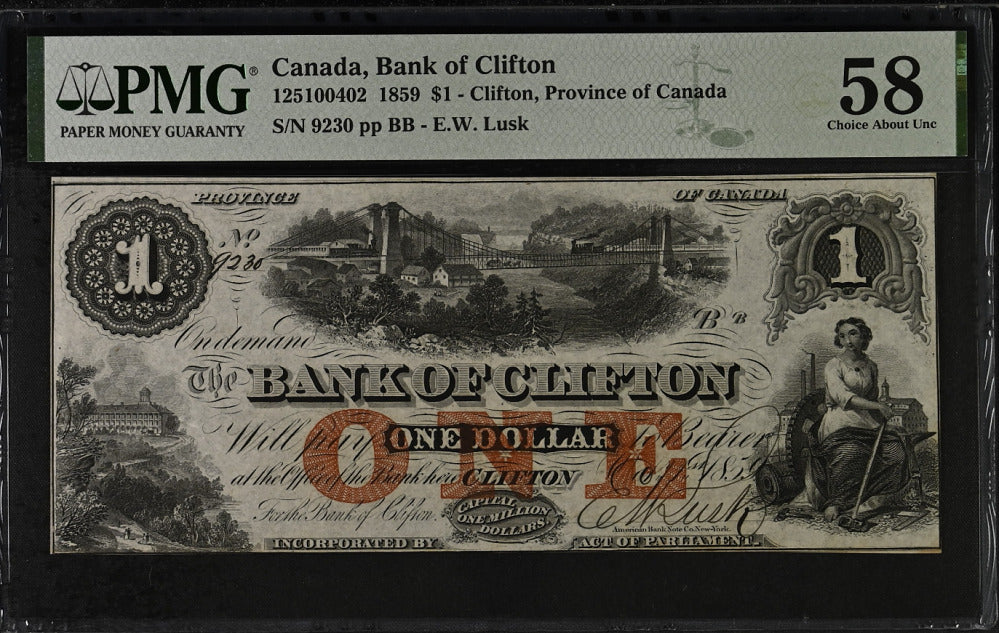 PMG®
PAPER MONEY GUARANTY
Canada, Bank of Clifton
125100402 1859 $1 - Clifton, Province of Canada
S/N 9230 pp BB - E.W. Lusk
58
Choice About Unc
PROVINCE OF CANADA
1
No
9230
1
B B
On demand
The BANK OF CLIFTON
ONE
Will pay ONE DOLLAR to Bearer
at the Office of the Bank here CLIFTON 1859
For the Bank of Clifton.
CAPITAL
ONE MILLION
DOLLARS.
E W Lusk
American Bank Note Co. New-York.
INCORPORATED BY ACT OF PARLIAMENT.